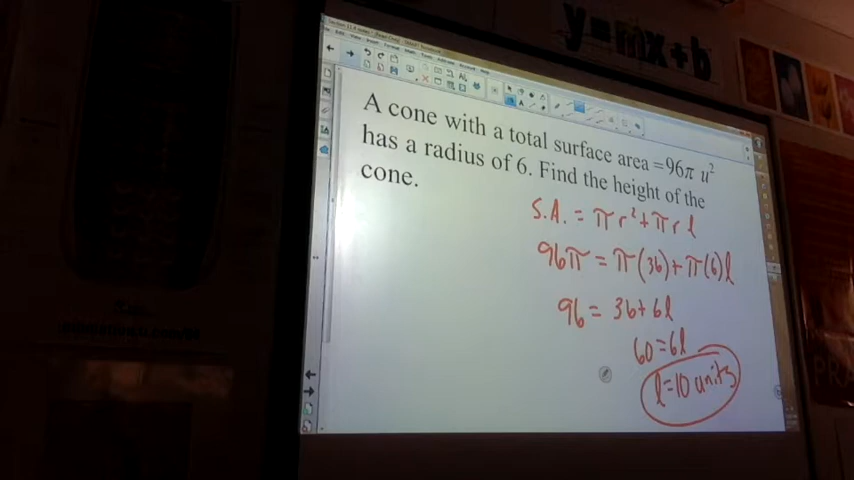 y=mx+b
A cone with a total surface area =96π u²
has a radius of 6. Find the height of the
cone.
S.A. = πr²+πrl
96π = π(36)+π(6)l
96 = 36+6l
60=6l
l=10 units